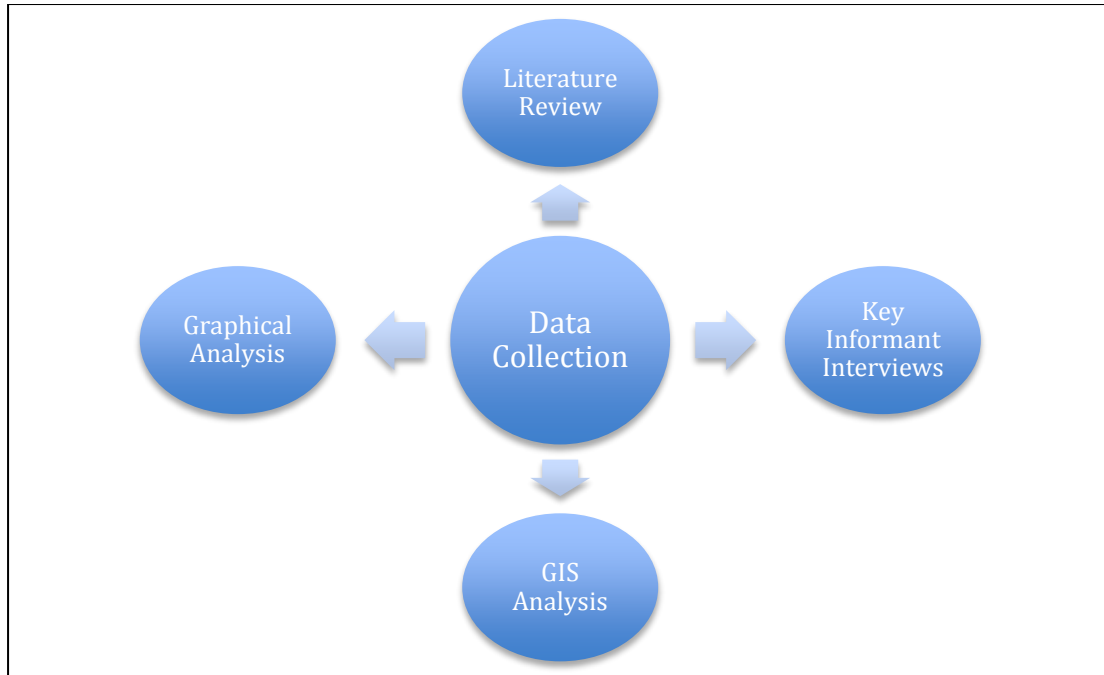 Literature
Review
Graphical
Analysis
Data
Collection
Key
Informant
Interviews
GIS
Analysis